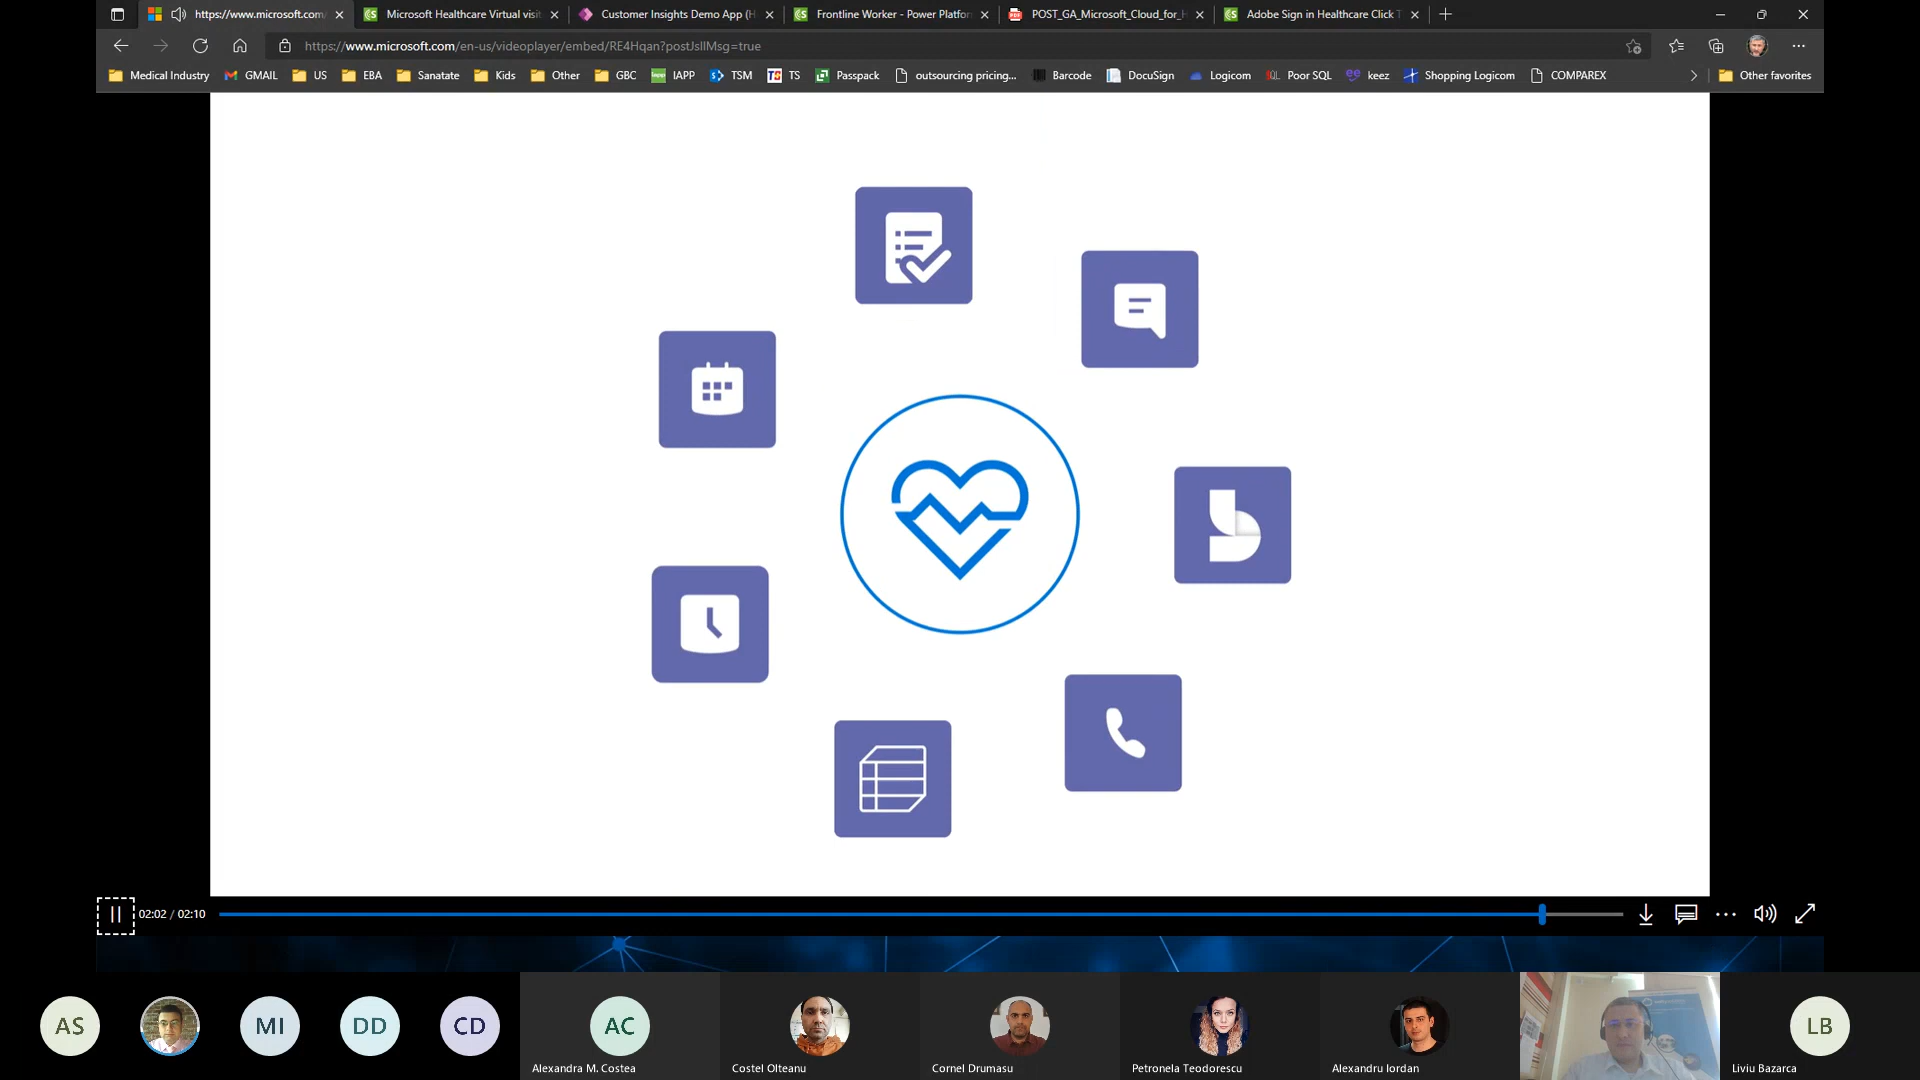 https://www.microsoft.com/
Microsoft Healthcare Virtual visit
Customer Insights Demo App (H
Frontline Worker - Power Platfor
POST_GA_Microsoft_Cloud_for_H
Adobe Sign in Healthcare Click T
https://www.microsoft.com/en-us/videoplayer/embed/RE4Hqan?postJsllMsg=true
Medical Industry GMAIL US EBA Sanatate Kids Other GBC IAPP TSM TS Passpack outsourcing pricing... Barcode DocuSign Logicom Poor SQL keez Shopping Logicom COMPAREX Other favorites
02:02 / 02:10
AS MI DD CD AC LB
Alexandra M. Costea Costel Olteanu Cornel Drumasu Petronela Teodorescu Alexandru Iordan Liviu Bazarca